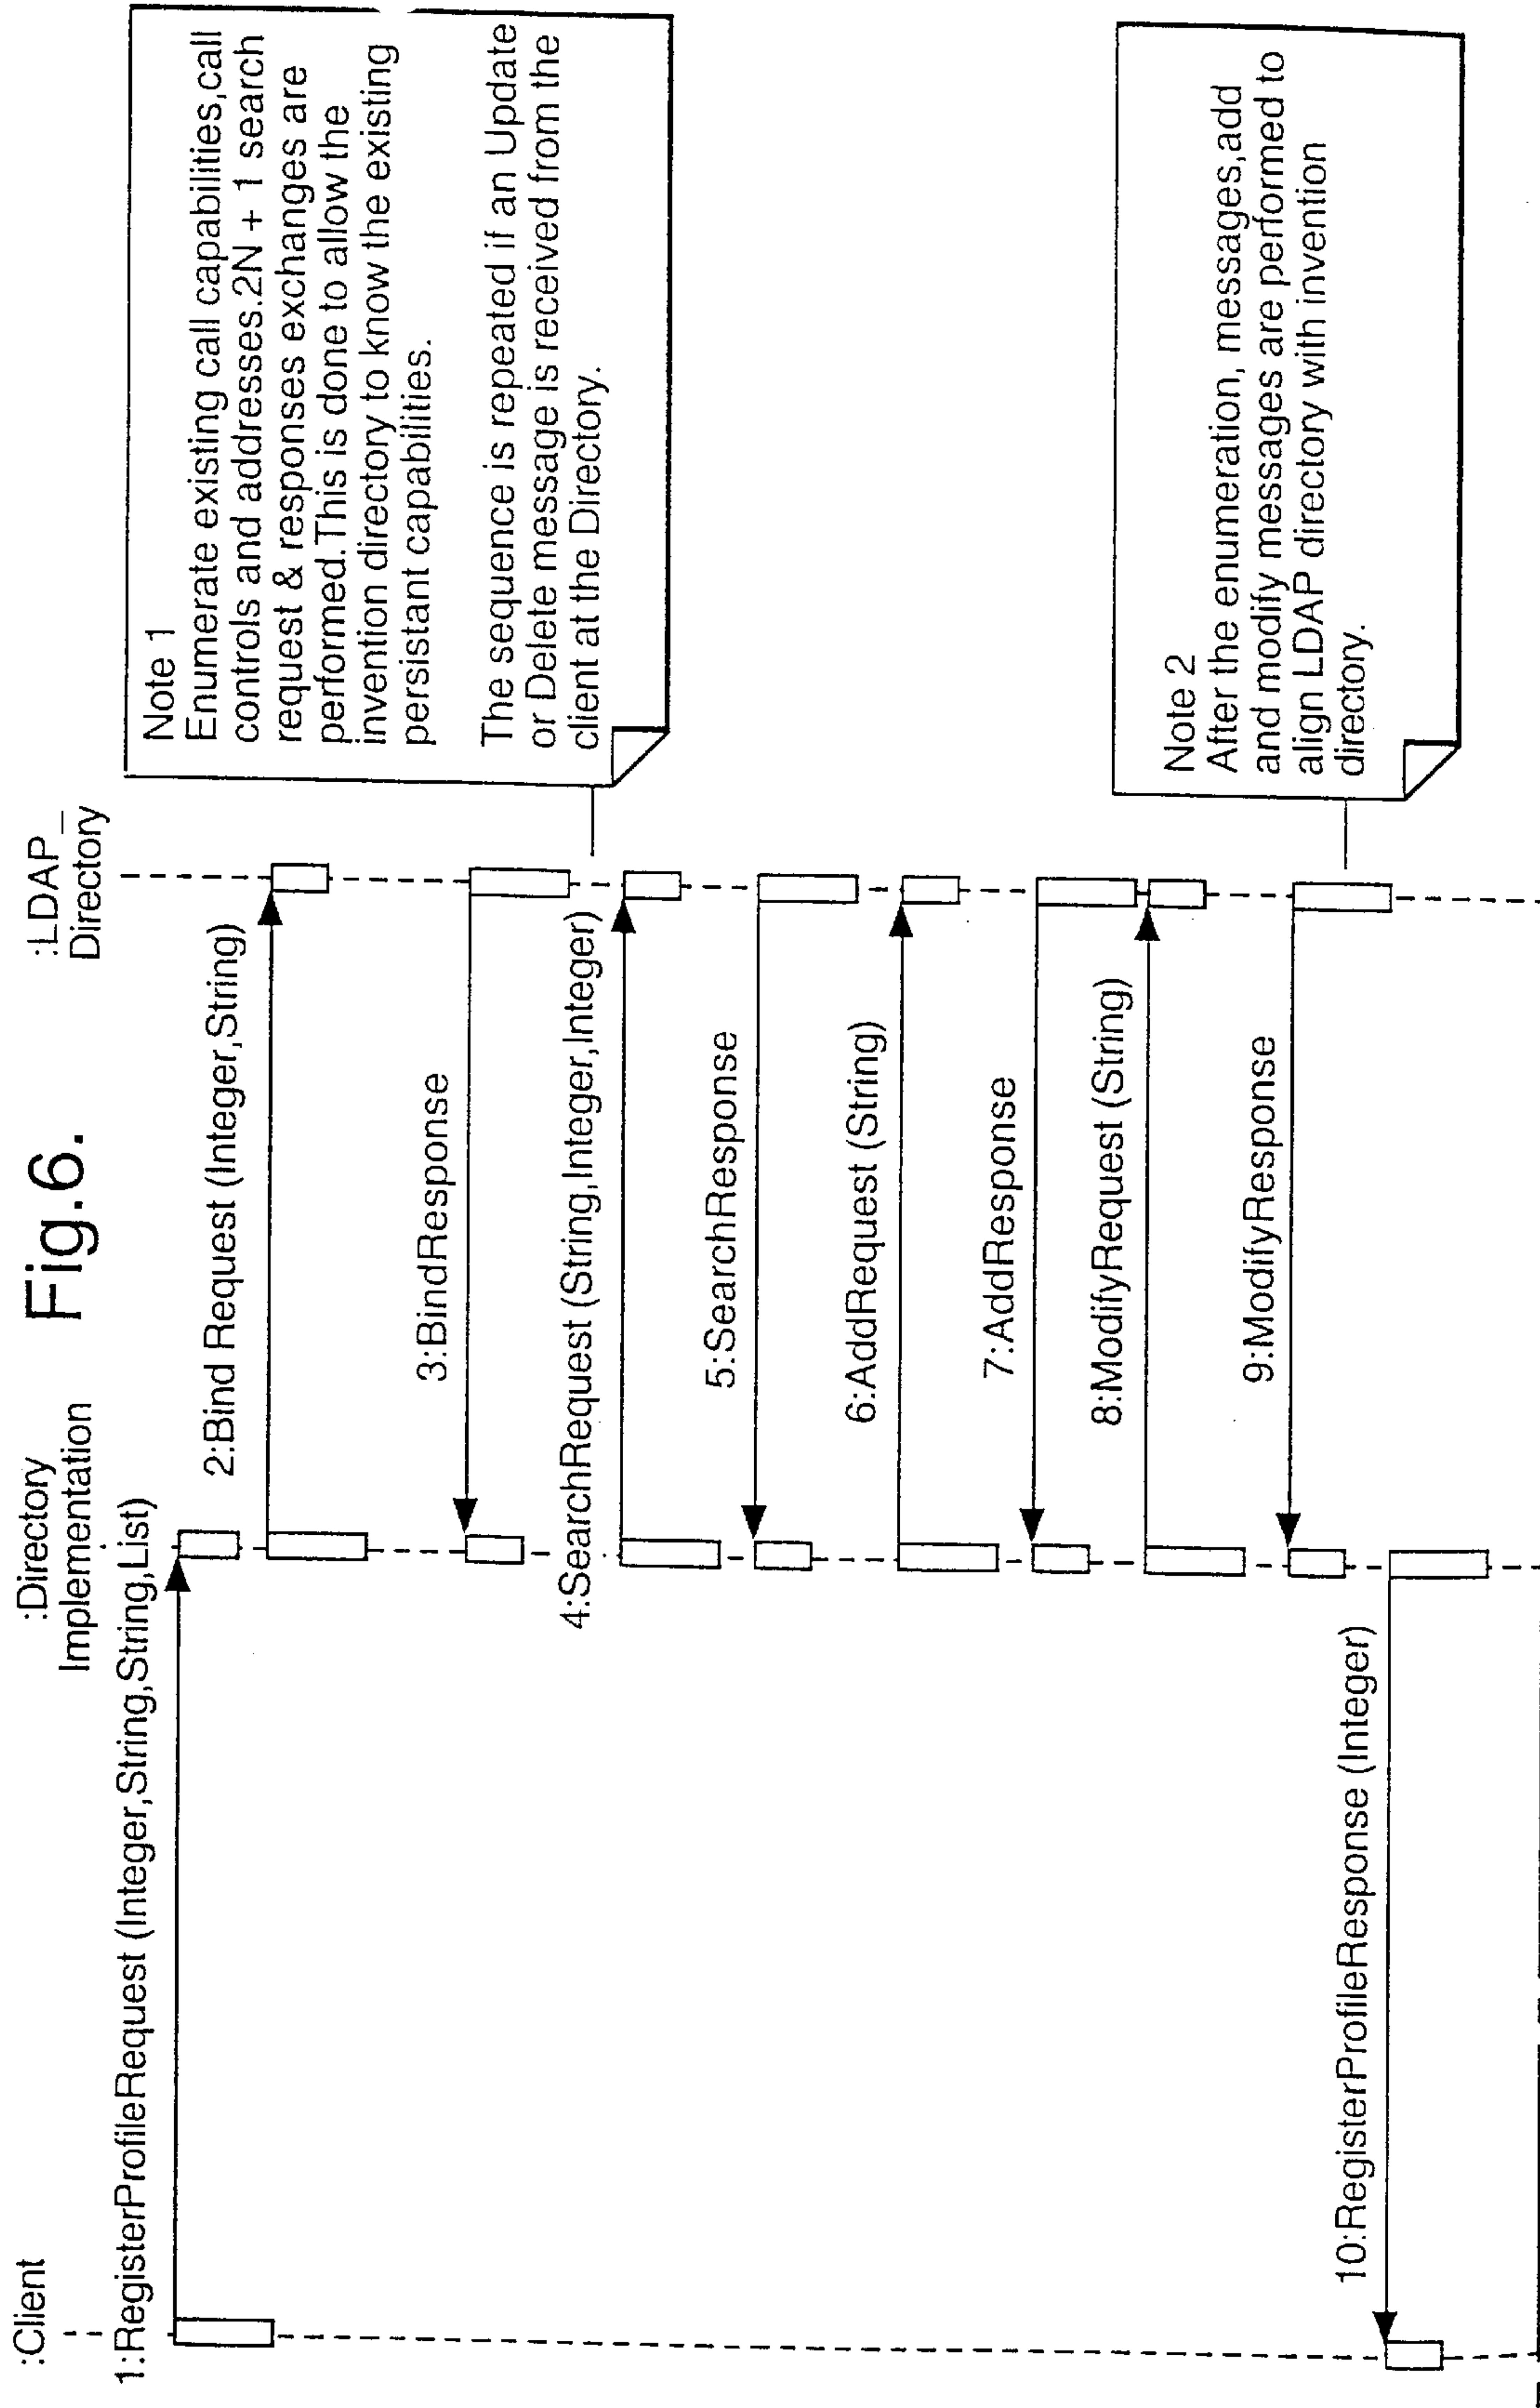 Fig.6.
:Client
:Directory
Implementation
:LDAP_
Directory
1:RegisterProfileRequest (Integer,String,String,List)
2:Bind Request (Integer,String)
3:BindResponse
4:SearchRequest (String,Integer,Integer)
5:SearchResponse
6:AddRequest (String)
7:AddResponse
8:ModifyRequest (String)
9:ModifyResponse
10:RegisterProfileResponse (Integer)
Note 1
Enumerate existing call capabilities,call
controls and addresses.2N + 1 search
request & responses exchanges are
performed.This is done to allow the
invention directory to know the existing
persistant capabilities.
The sequence is repeated if an Update
or Delete message is received from the
client at the Directory.
Note 2
After the enumeration, messages,add
and modify messages are performed to
align LDAP directory with invention
directory.